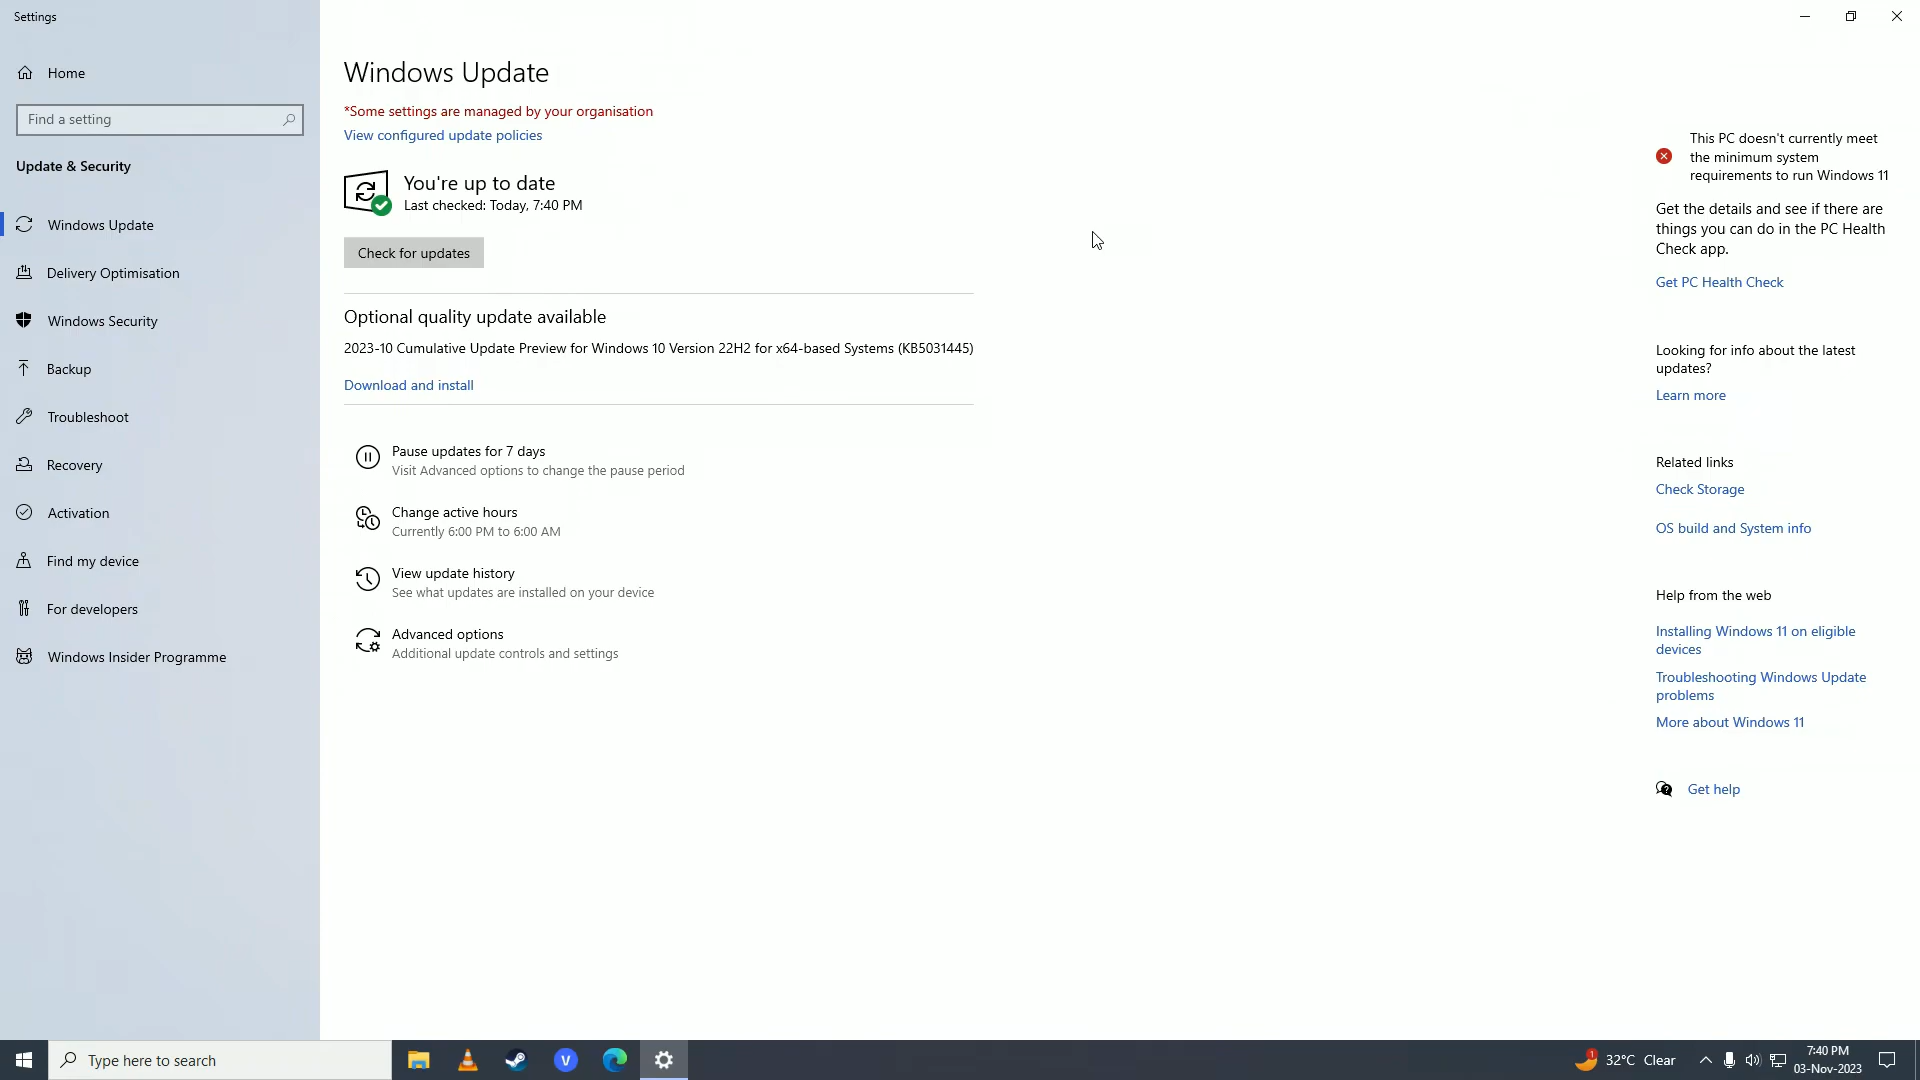 Settings
Home
Find a setting
Update & Security
Windows Update
Delivery Optimisation
Windows Security
Backup
Troubleshoot
Recovery
Activation
Find my device
For developers
Windows Insider Programme
Windows Update
*Some settings are managed by your organisation
View configured update policies
You're up to date
Last checked: Today, 7:40 PM
Check for updates
Optional quality update available
2023-10 Cumulative Update Preview for Windows 10 Version 22H2 for x64-based Systems (KB5031445)
Download and install
Pause updates for 7 days
Visit Advanced options to change the pause period
Change active hours
Currently 6:00 PM to 6:00 AM
View update history
See what updates are installed on your device
Advanced options
Additional update controls and settings
This PC doesn't currently meet
the minimum system
requirements to run Windows 11
Get the details and see if there are
things you can do in the PC Health
Check app.
Get PC Health Check
Looking for info about the latest
updates?
Learn more
Related links
Check Storage
OS build and System info
Help from the web
Installing Windows 11 on eligible
devices
Troubleshooting Windows Update
problems
More about Windows 11
Get help
Type here to search
V
1
32°C Clear
7:40 PM
03-Nov-2023